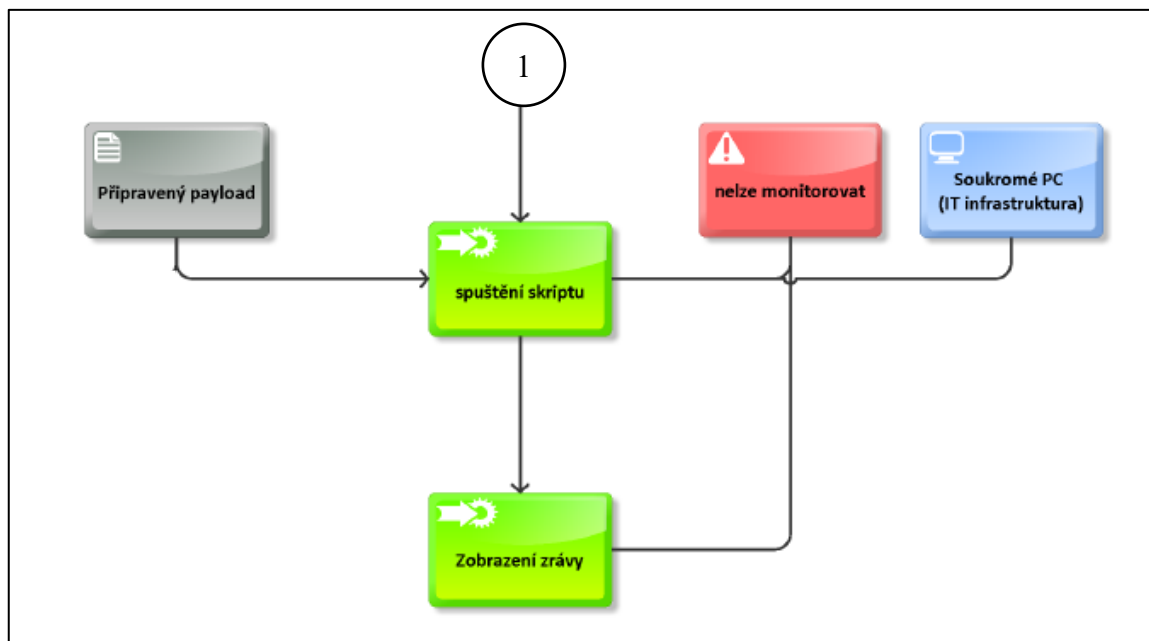 1
Připravený payload
nelze monitorovat
Soukromé PC
(IT infrastruktura)
spuštění skriptu
Zobrazení zrávy